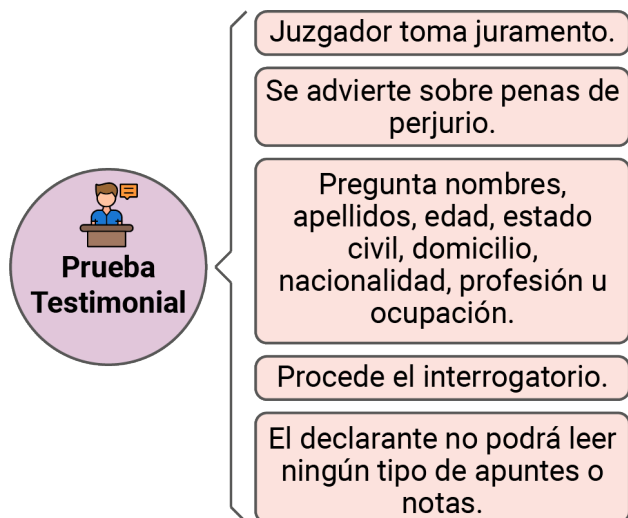 Prueba
Testimonial
Juzgador toma juramento.
Se advierte sobre penas de
perjurio.
Pregunta nombres,
apellidos, edad, estado
civil, domicilio,
nacionalidad, profesión u
ocupación.
Procede el interrogatorio.
El declarante no podrá leer
ningún tipo de apuntes o
notas.